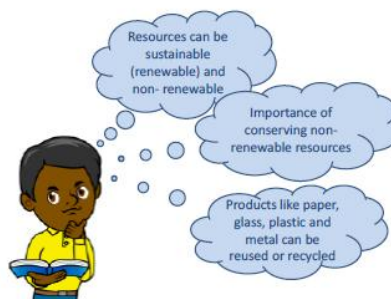 Resources can be
sustainable
(renewable) and
non- renewable
Importance of
conserving non-
renewable resources
Products like paper,
glass, plastic and
metal can be
reused or recycled